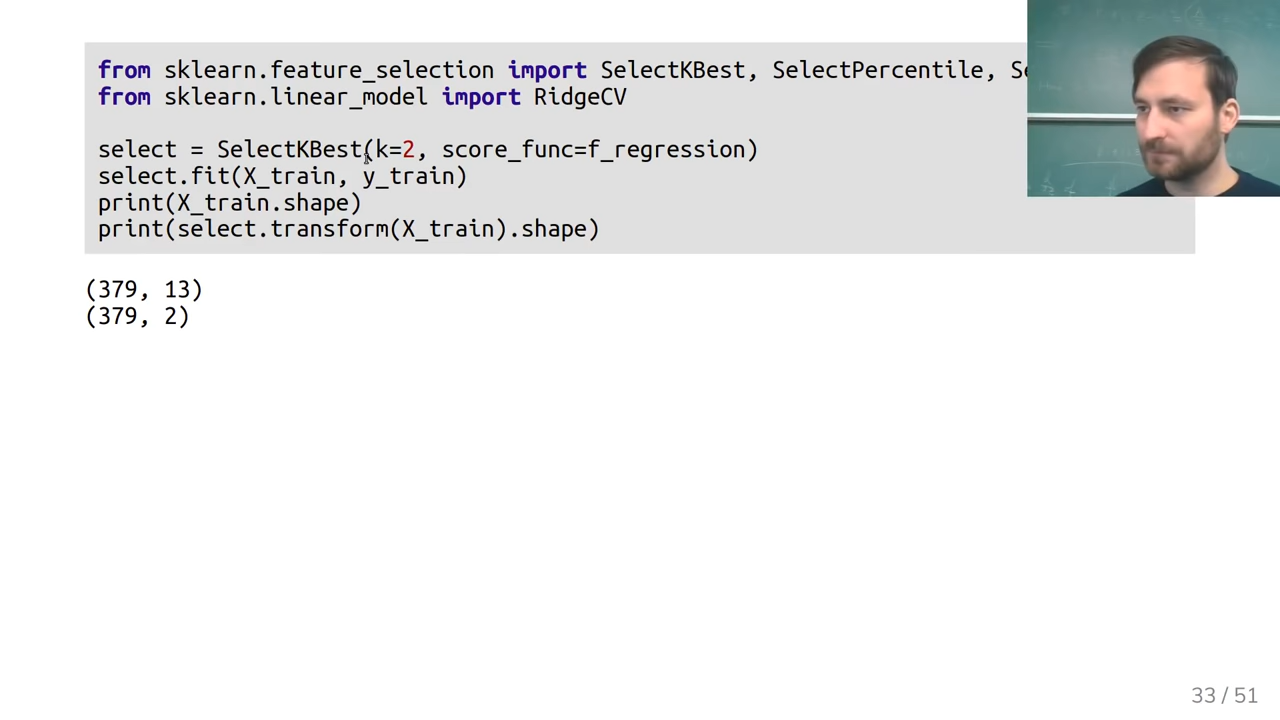 from sklearn.feature_selection import SelectKBest, SelectPercentile,
from sklearn.linear_model import RidgeCV
select = SelectKBest(k=2, score_func=f_regression)
select.fit(X_train, y_train)
print(X_train.shape)
print(select.transform(X_train).shape)
(379, 13)
(379, 2)
33 / 51